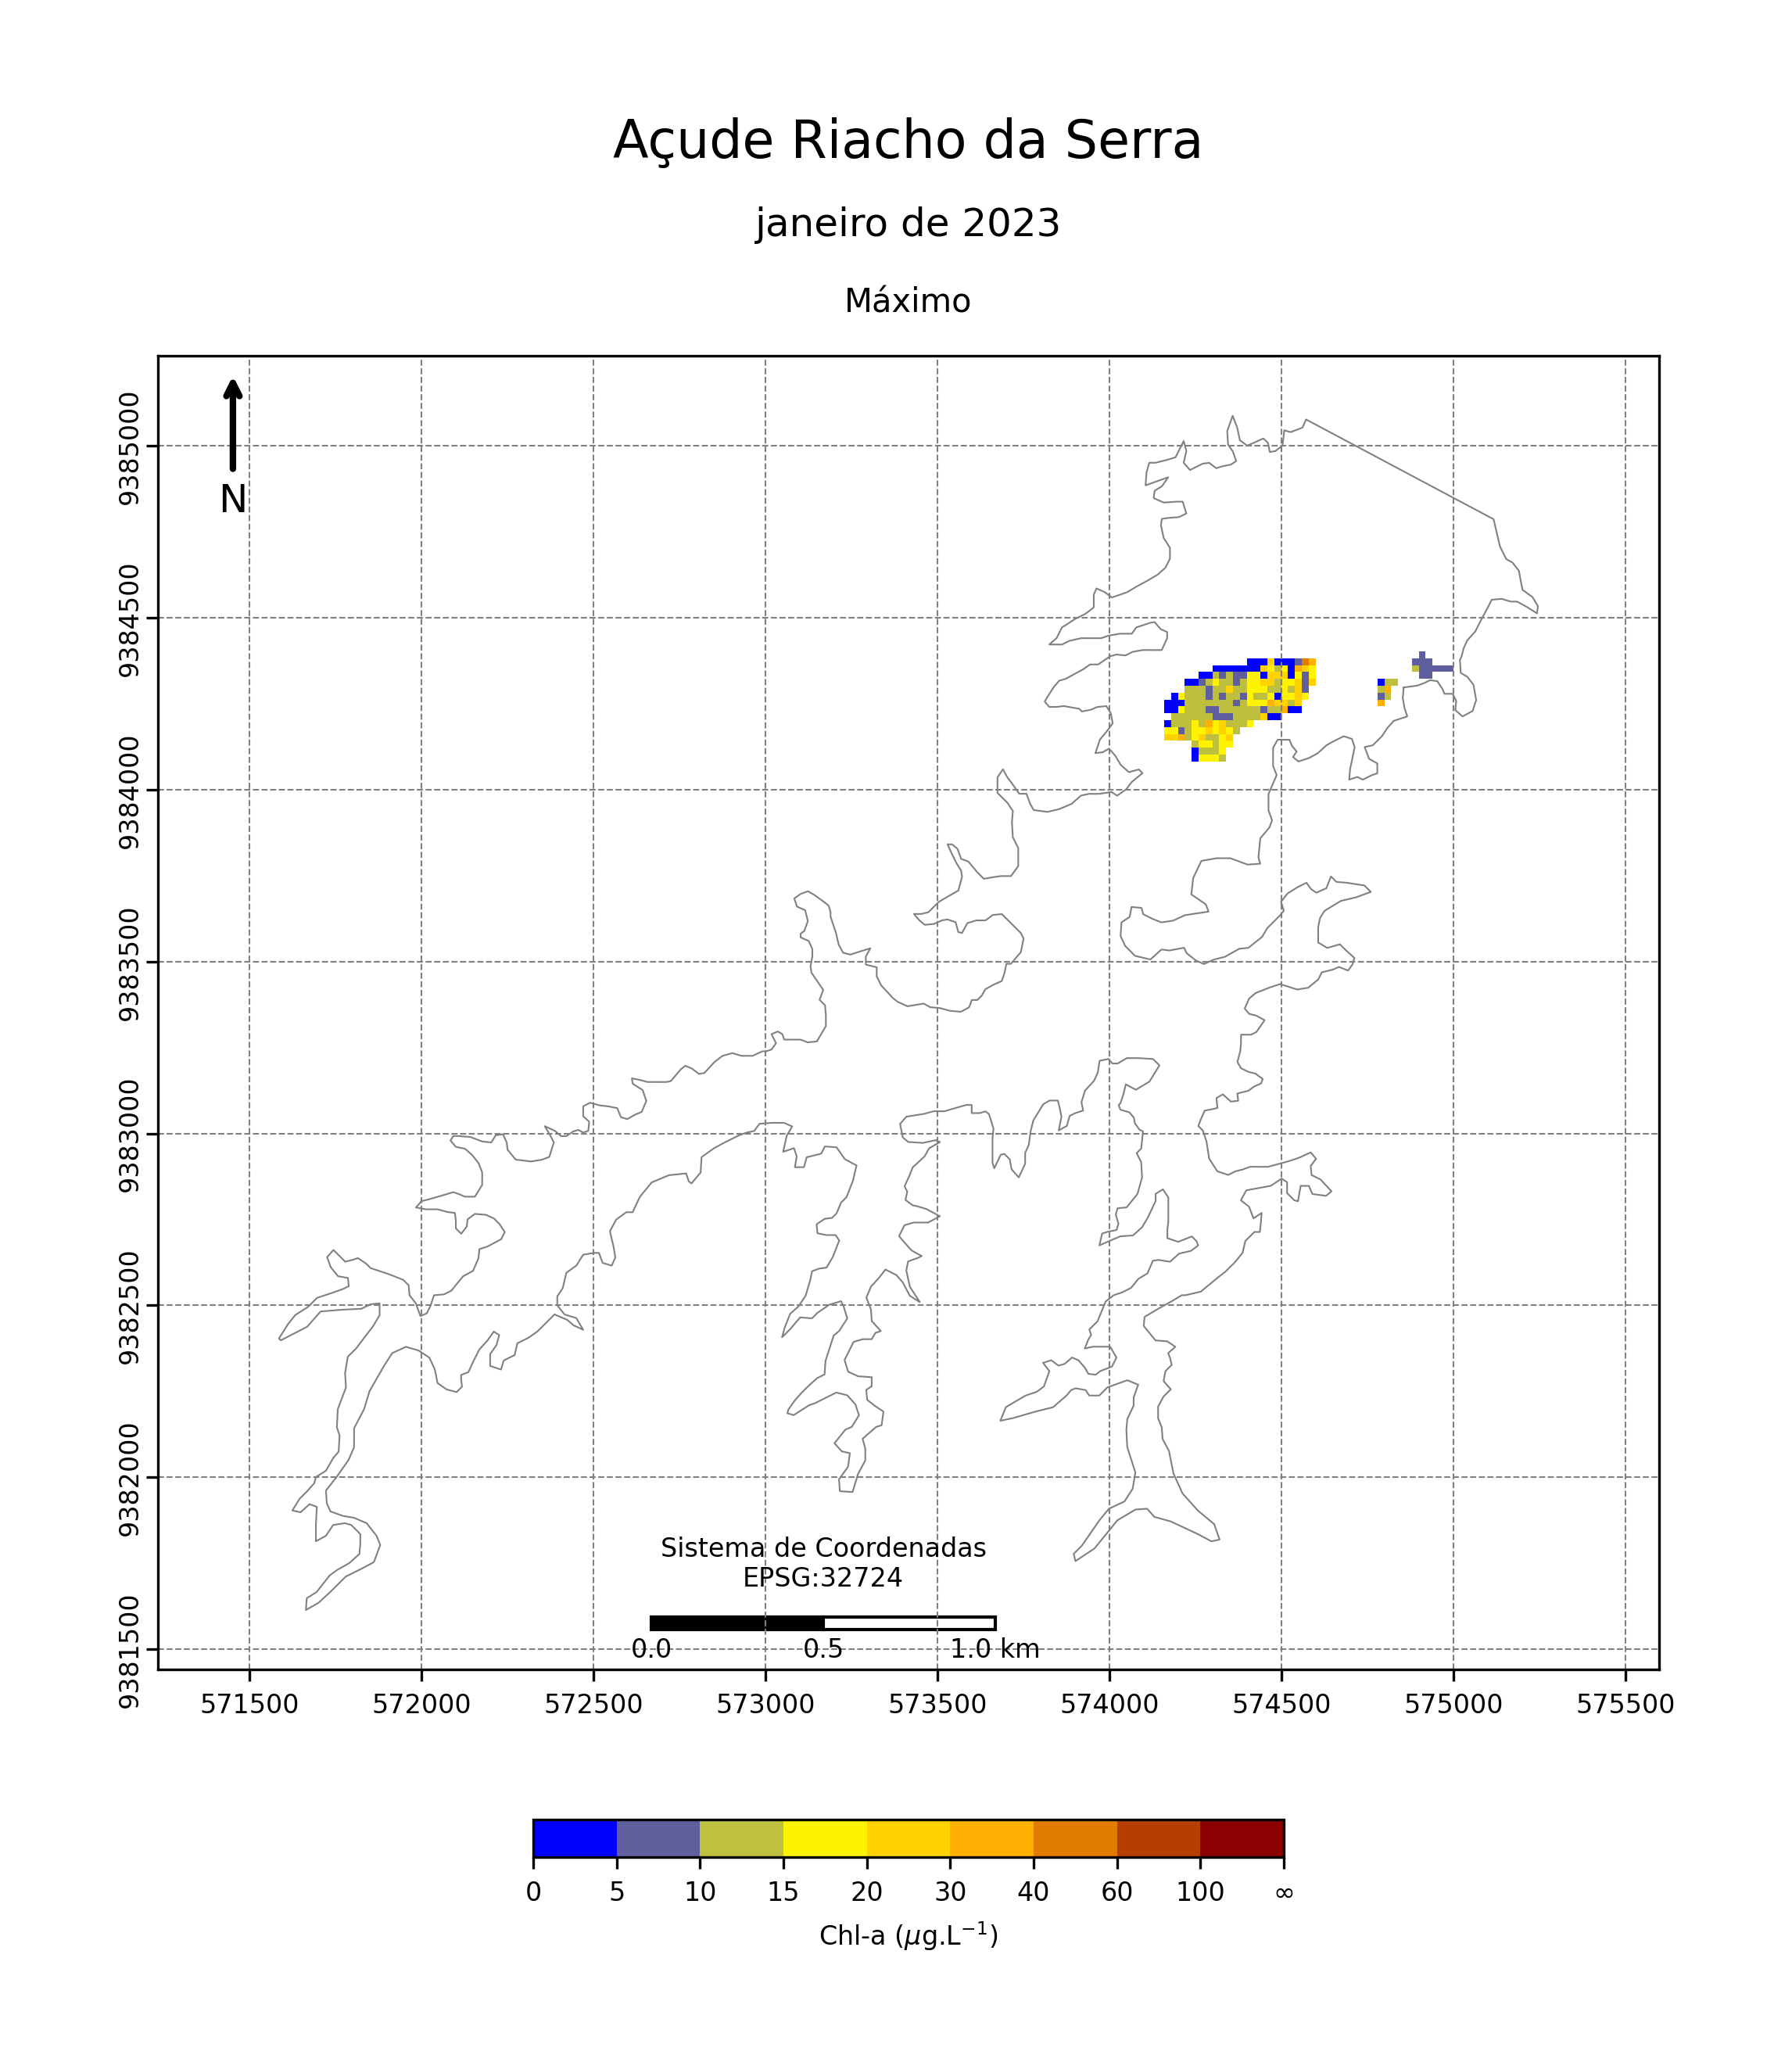 Açude Riacho da Serra
janeiro de 2023
Máximo
N
9385000
9384500
9384000
9383500
9383000
9382500
9382000
9381500
Sistema de Coordenadas
EPSG:32724
0.0 0.5 1.0 km
571500 572000 572500 573000 573500 574000 574500 575000 575500
0 5 10 15 20 30 40 60 100 ∞
Chl-a (μg.L⁻¹)